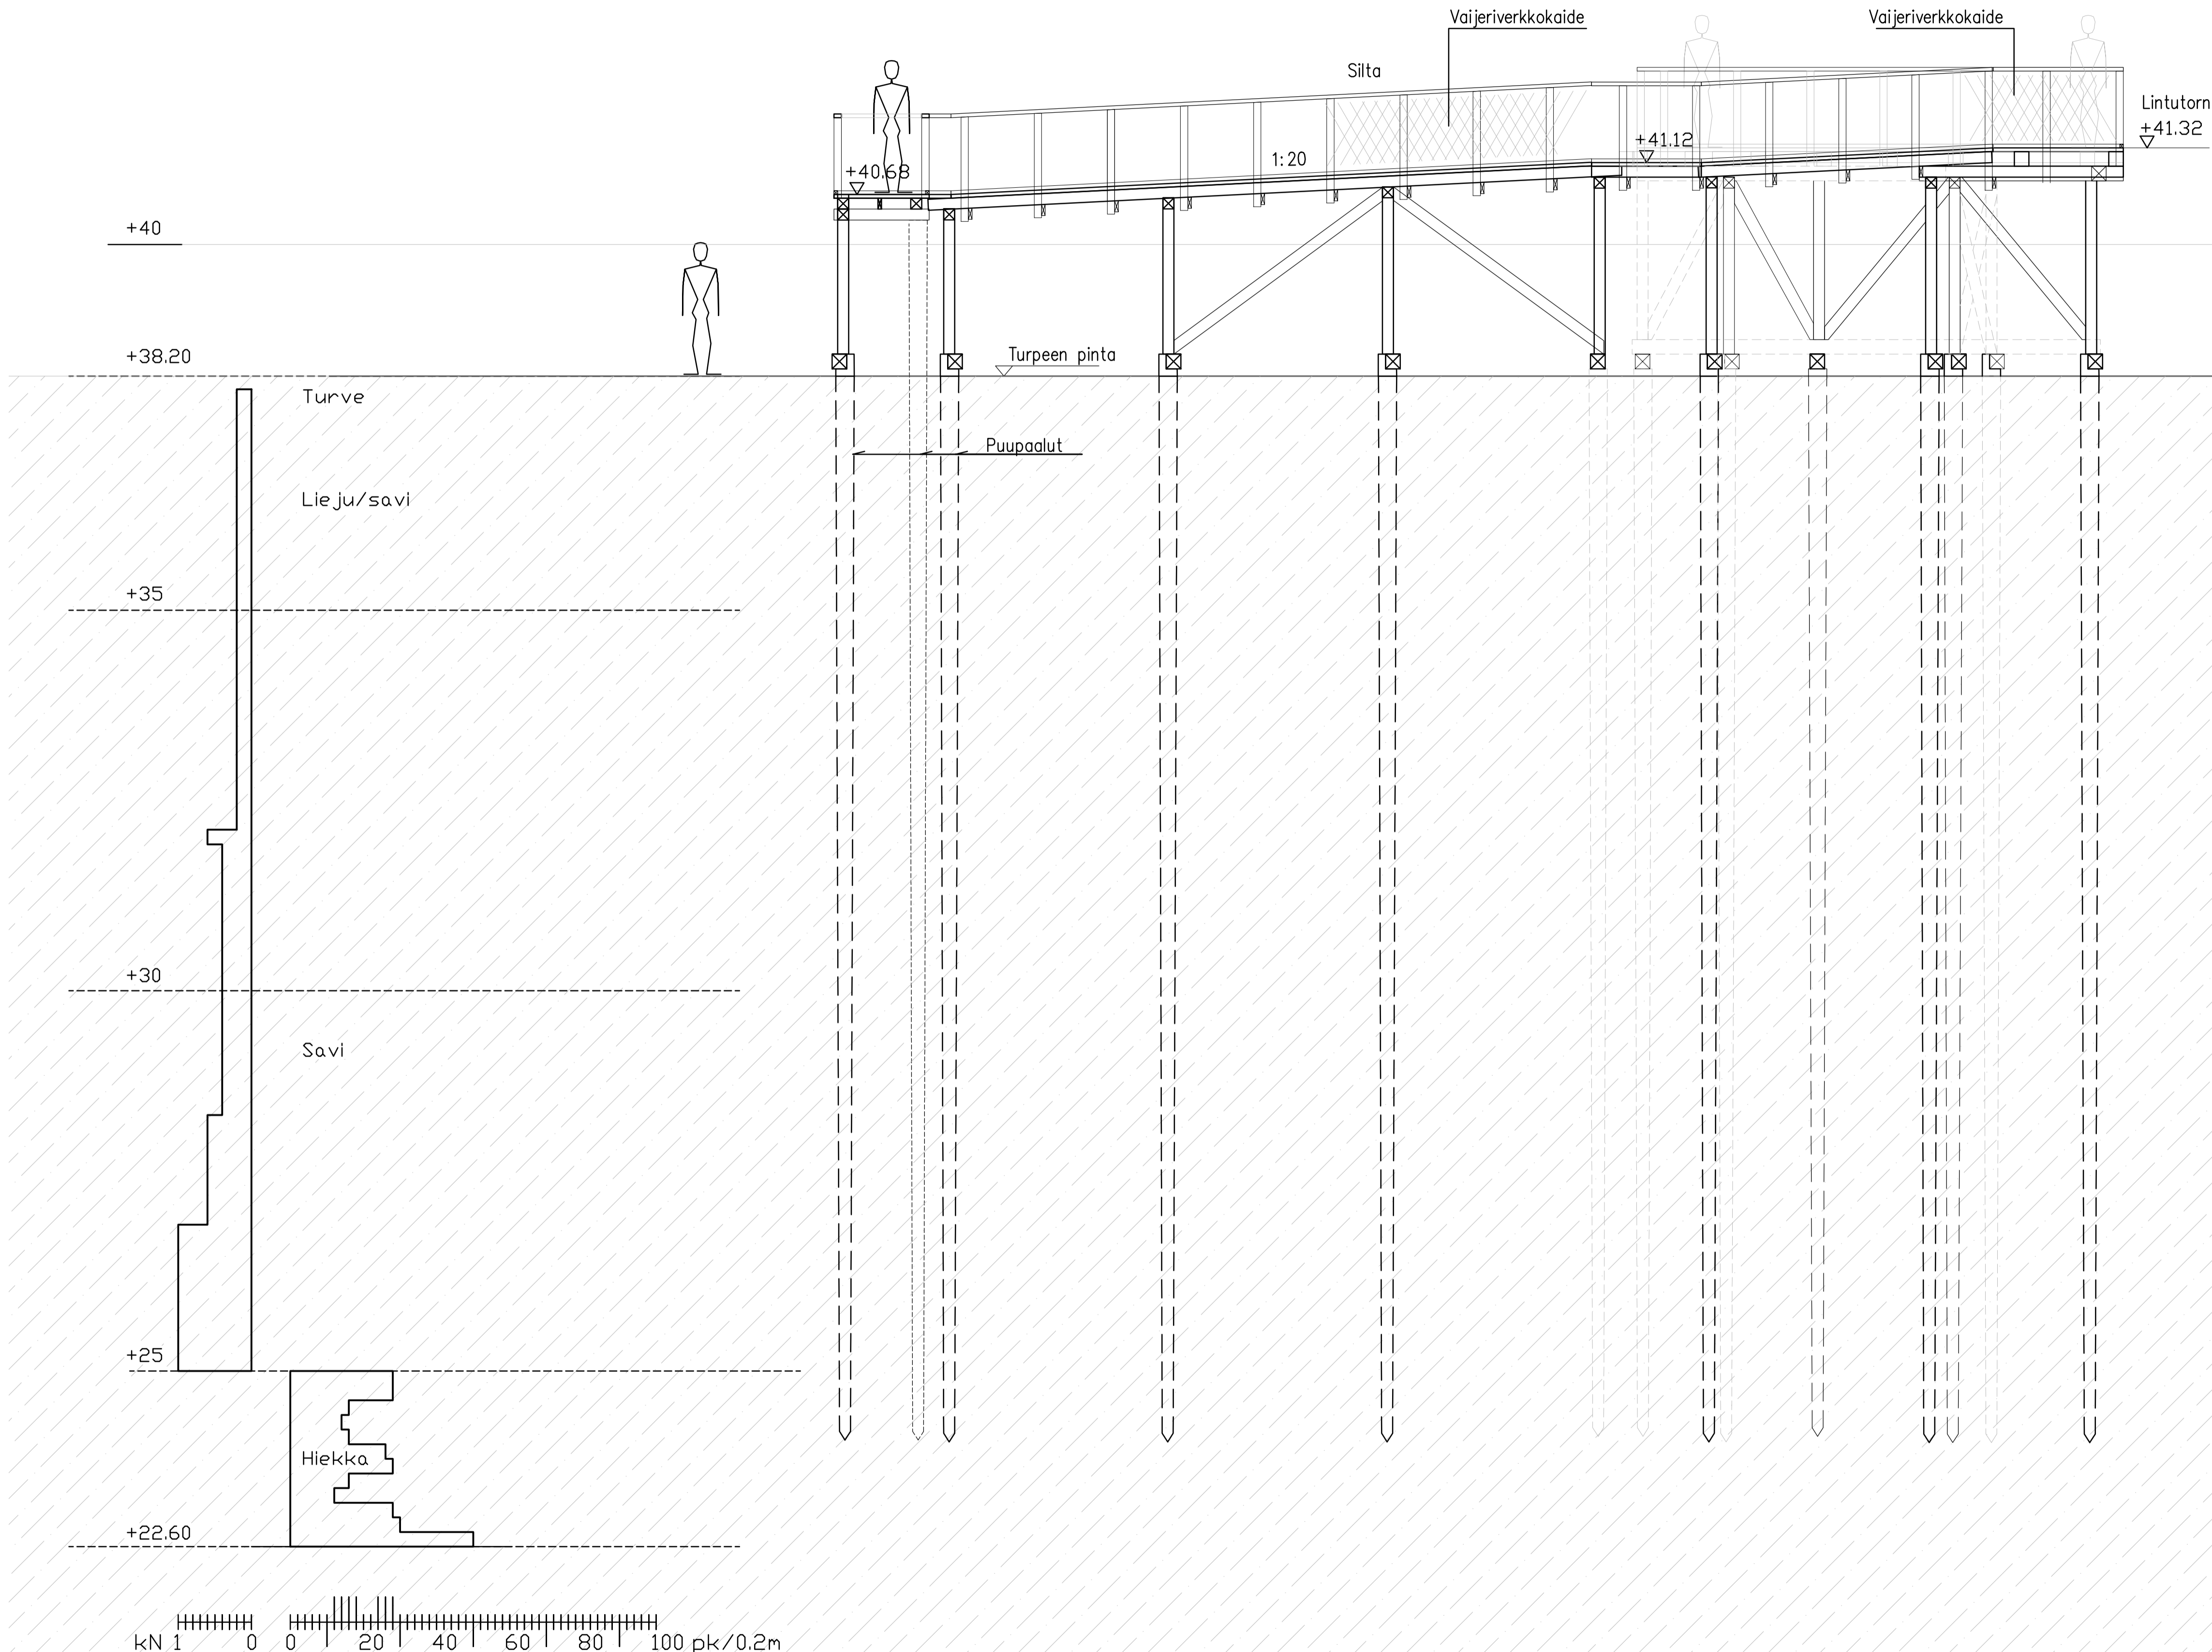 Vaijeriverkkokaide
Vaijeriverkkokaide
Silta
Lintutorn
+41.32
+41.12
1:20
+40.68
+40
+38.20
Turpeen pinta
Turve
Puupaalut
Lieju/savi
+35
+30
Savi
+25
Hiekka
+22.60
kN 1 0 0 20 40 60 80 100 pk/0.2m